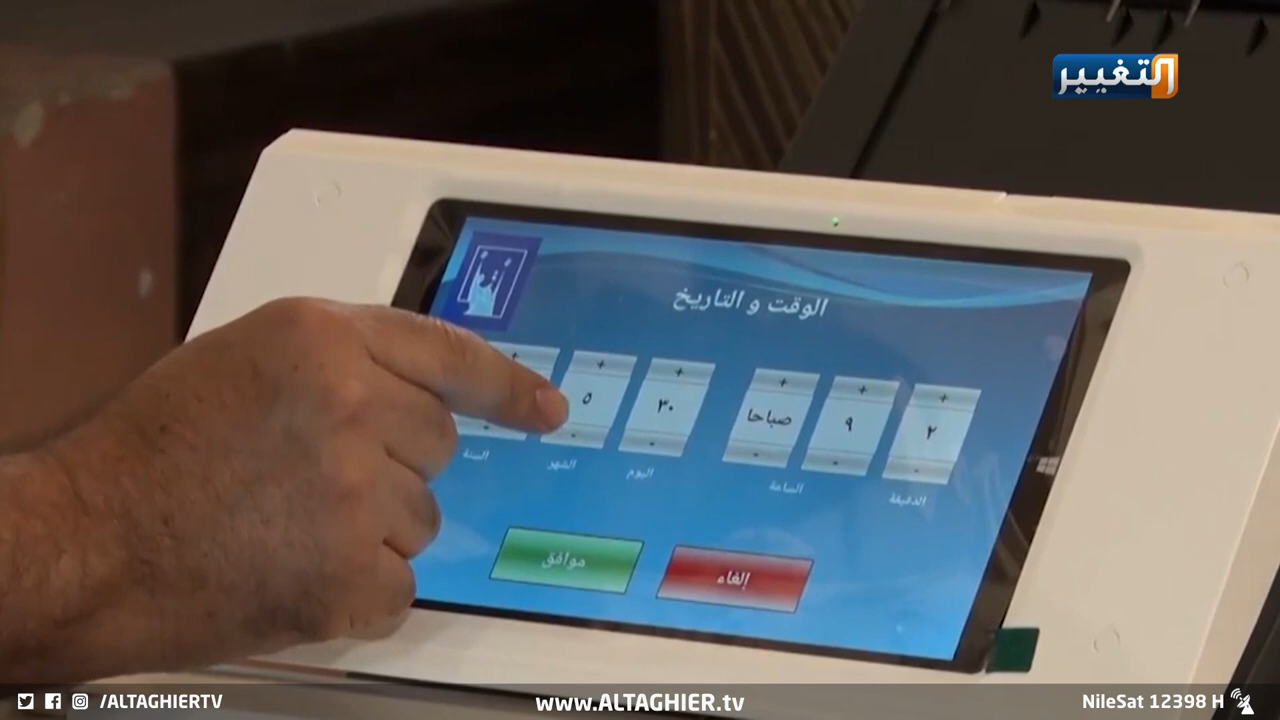 التغيير
الوقت و التاريخ
+ + + + + +
٥ ٣٠ صباحا ٩ ٢
- - - - - -
السنة الشهر اليوم الساعة الدقيقة
موافق إلغاء
/ALTAGHIERTV
www.ALTAGHIER.tv
NileSat 12398 H